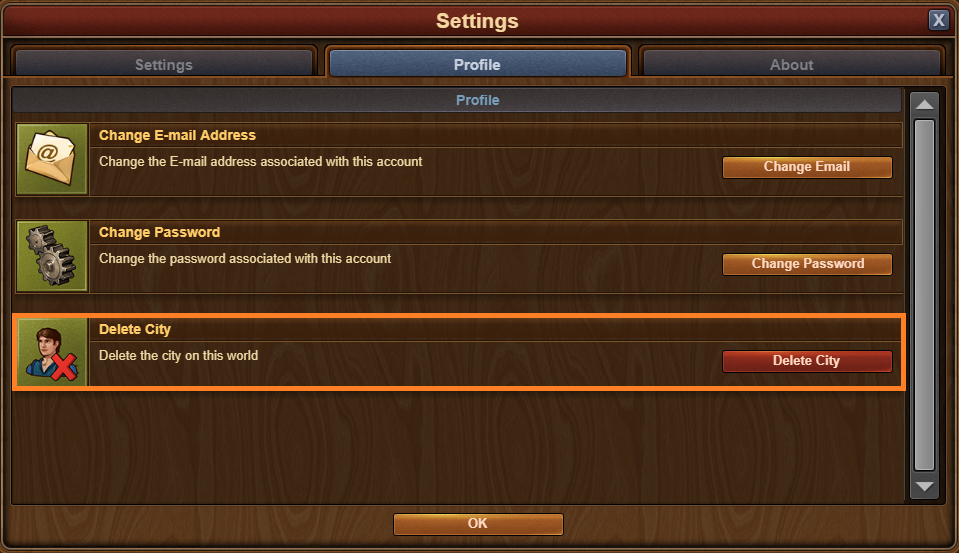 Settings
X
Settings
Profile
About
Profile
Change E-mail Address
Change the E-mail address associated with this account
Change Email
@
Change Password
Change the password associated with this account
Change Password
Delete City
Delete the city on this world
Delete City
OK